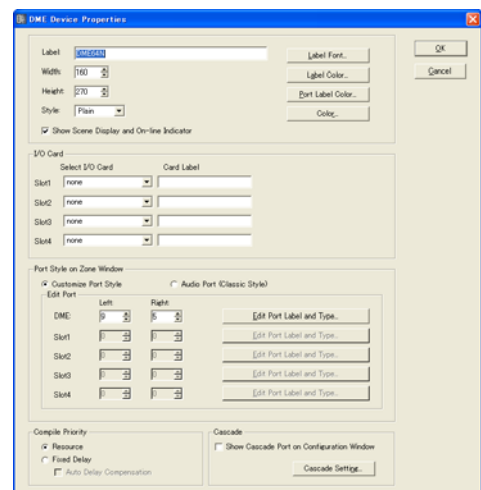 DME Device Properties
Label: DME64N Label Font... OK
Width: 160 Label Color... Cancel
Height: 270 Port Label Color...
Style: Plain Color...
Show Scene Display and On-line Indicator
I/O Card
Select I/O Card Card Label
Slot1 none
Slot2 none
Slot3 none
Slot4 none
Port Style on Zone Window
Customize Port Style Audio Port (Classic Style)
Edit Port
Left: Right:
DME: 9 Edit Port Label and Type...
Slot1 0 0 Edit Port Label and Type...
Slot2 0 0 Edit Port Label and Type...
Slot3 0 0 Edit Port Label and Type...
Slot4 0 0 Edit Port Label and Type...
Compile Priority Cascade
Resource Show Cascade Port on Configuration Window
Fixed Delay
Auto Delay Compensation Cascade Setting...